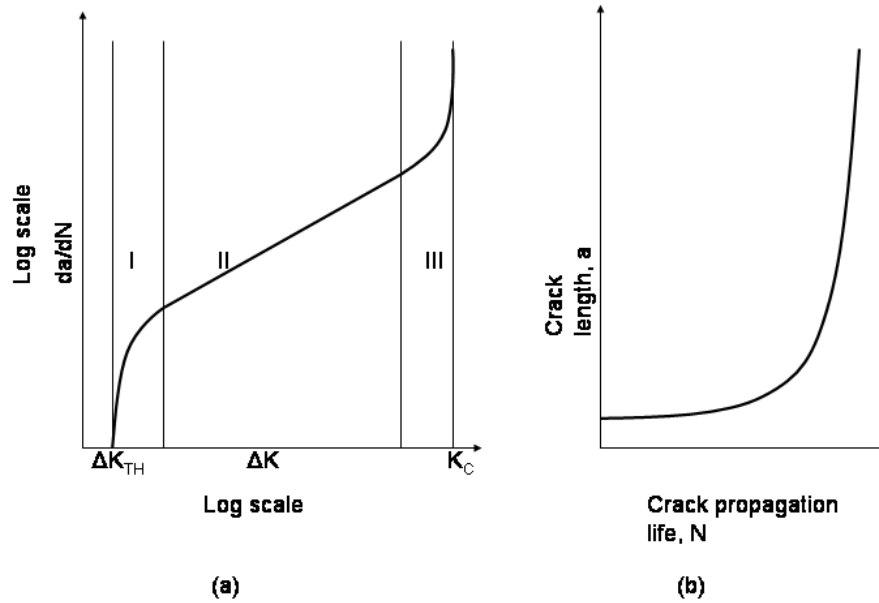 Log scale
da/dN
I
II
III
ΔK_TH
ΔK
K_C
Log scale
(a)
Crack
length, a
Crack propagation
life, N
(b)